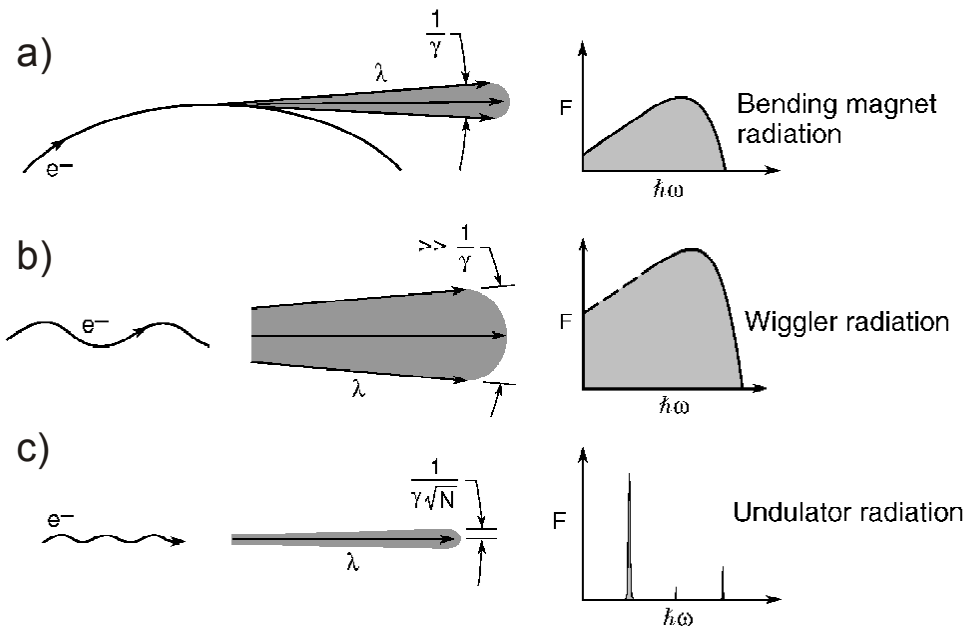 a)
1/γ
λ
e–
F
ħω
Bending magnet
radiation
b)
>> 1/γ
e–
λ
F
ħω
Wiggler radiation
c)
1/γ√N
e–
λ
F
ħω
Undulator radiation